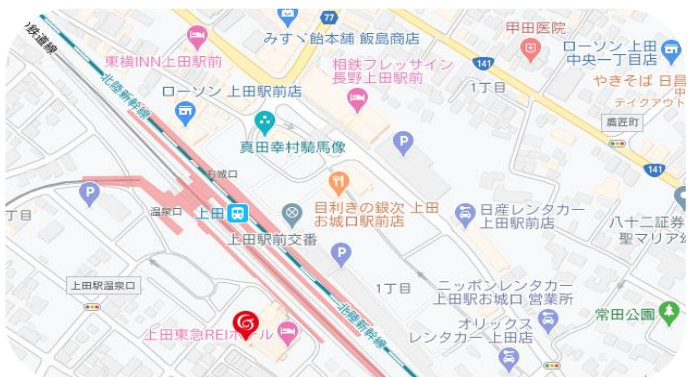 77
みすゞ飴本舗 飯島商店
甲田医院
ローソン 上田
中央一丁目店
東横INN上田駅前
相鉄フレッサイン
長野上田駅前
141
1丁目
やきそば 日昌
テイクアウト
北陸新幹線
ローソン 上田駅前店
鷹匠町
真田幸村騎馬像
P
141
お城口
P
温泉口
上田
目利きの銀次 上田
お城口駅前店
日産レンタカー
上田駅前店
丁目
上田駅前交番
八十二証券
聖マリア幼
P
上田駅温泉口
1丁目
ニッポンレンタカー
上田駅お城口 営業所
北陸新幹線
常田公園
オリックス
レンタカー 上田店
上田東急REIホテル